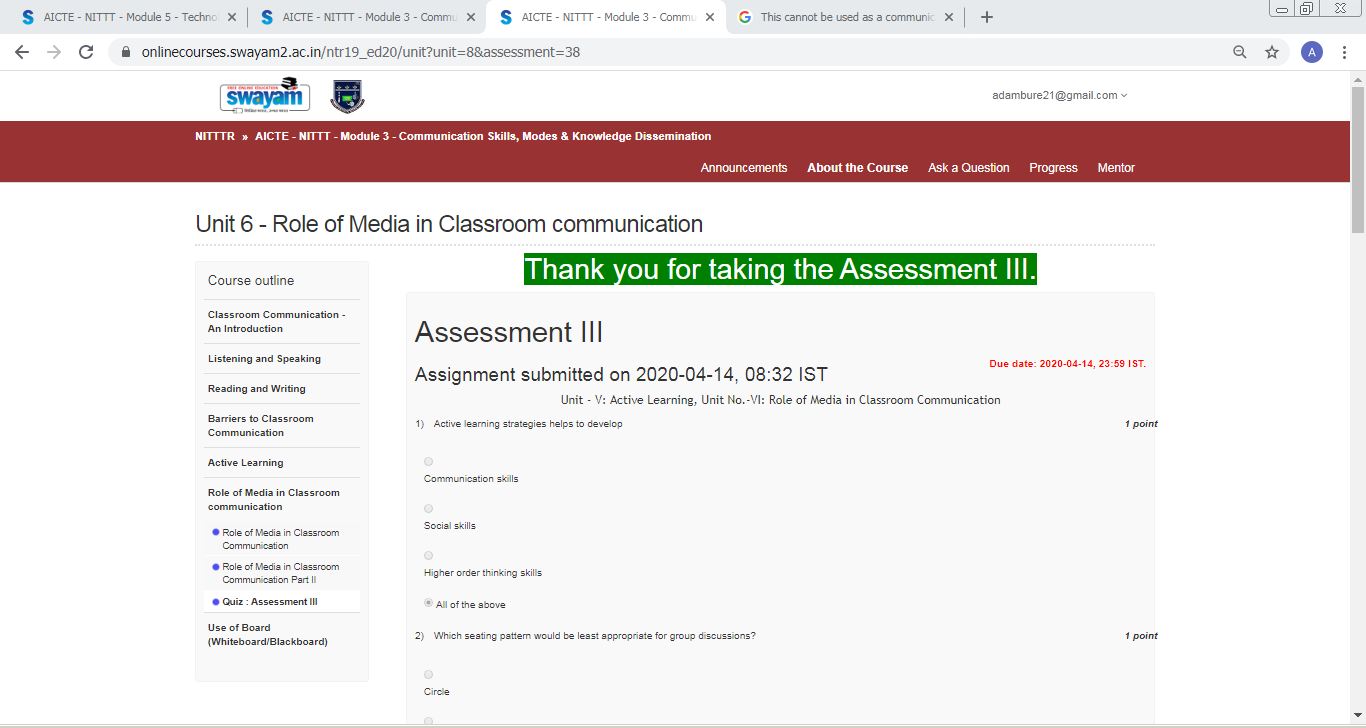 AICTE - NITTT - Module 5 - Techno
AICTE - NITTT - Module 3 - Commu
AICTE - NITTT - Module 3 - Commu
This cannot be used as a communic
onlinecourses.swayam2.ac.in/ntr19_ed20/unit?unit=8&assessment=38
A
FREE ONLINE EDUCATION
swayam
adambure21@gmail.com
NITTTR » AICTE - NITTT - Module 3 - Communication Skills, Modes & Knowledge Dissemination
Announcements About the Course Ask a Question Progress Mentor
Unit 6 - Role of Media in Classroom communication
Course outline
Classroom Communication -
An Introduction
Listening and Speaking
Reading and Writing
Barriers to Classroom
Communication
Active Learning
Role of Media in Classroom
communication
Role of Media in Classroom
Communication
Role of Media in Classroom
Communication Part II
Quiz : Assessment III
Use of Board
(Whiteboard/Blackboard)
Thank you for taking the Assessment III.
Assessment III
Due date: 2020-04-14, 23:59 IST.
Assignment submitted on 2020-04-14, 08:32 IST
Unit - V: Active Learning, Unit No.-VI: Role of Media in Classroom Communication
1) Active learning strategies helps to develop 1 point
Communication skills
Social skills
Higher order thinking skills
All of the above
2) Which seating pattern would be least appropriate for group discussions? 1 point
Circle